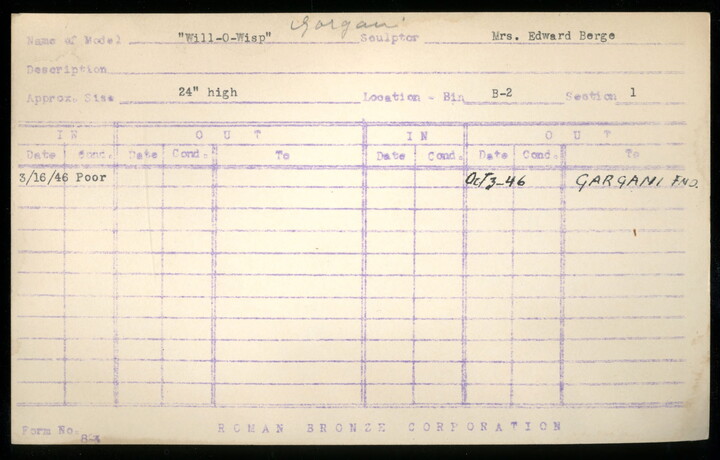 Gorgani
Name of Model "Will-O-Wisp" Sculptor Mrs. Edward Berge
Description
Approx. Size 24" high Location - Bin B-2 Section 1
IN OUT IN OUT
Date Cond. Date Cond. To Date Cond. Date Cond. To
3/16/46 Poor Oct 3-46 GARGANI FND.
Form No. 8-3 ROMAN BRONZE CORPORATION